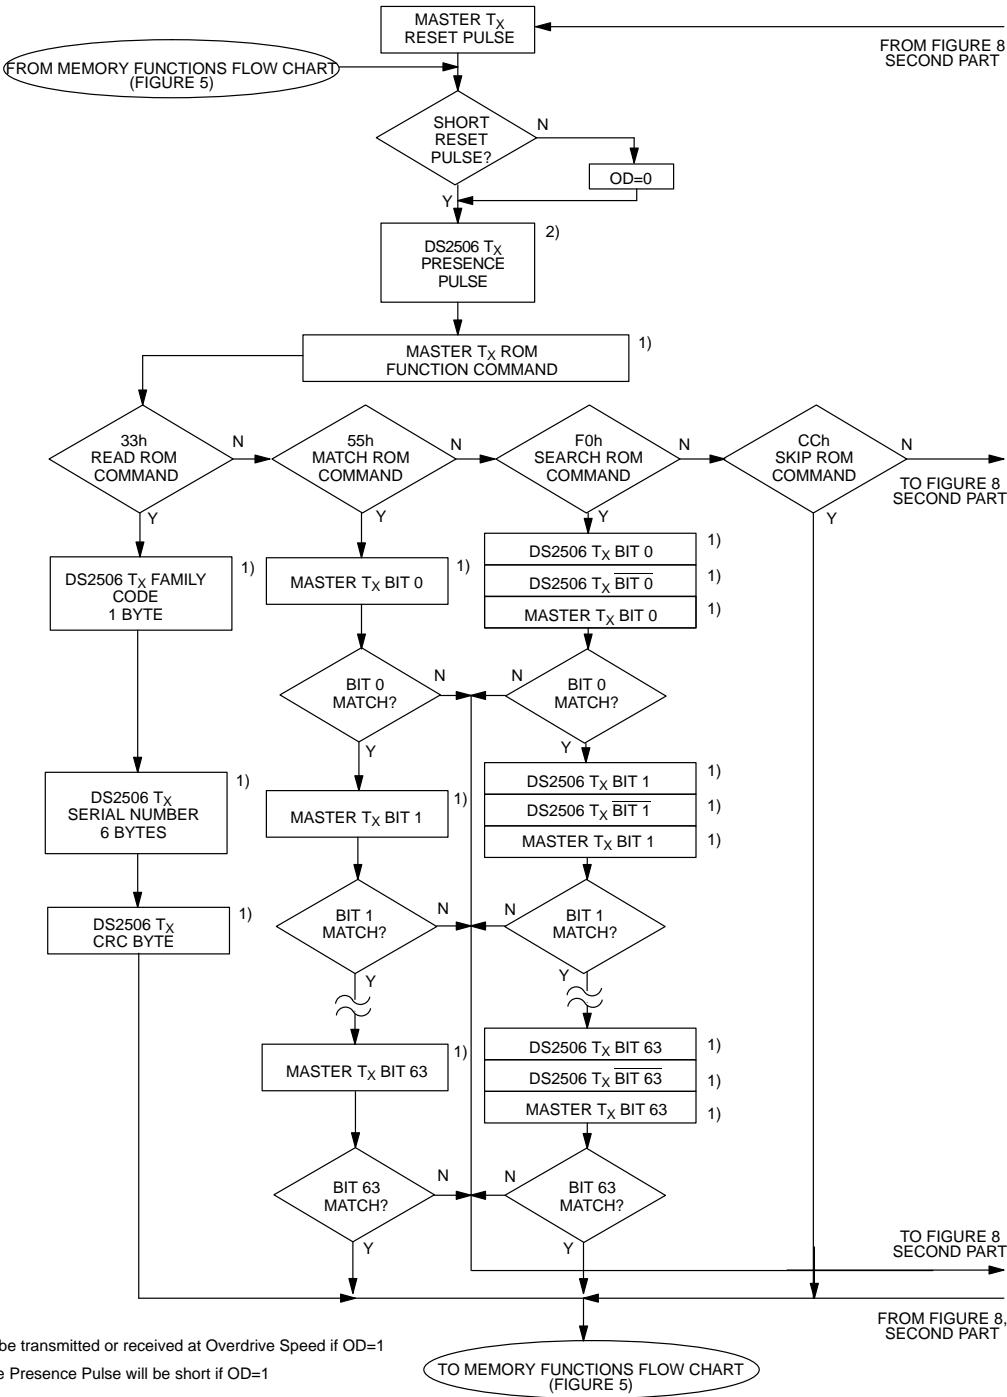 MASTER TX
RESET PULSE
FROM FIGURE 8
SECOND PART
FROM MEMORY FUNCTIONS FLOW CHART
(FIGURE 5)
SHORT
RESET
PULSE?
N
OD=0
Y
DS2506 TX
PRESENCE
PULSE
2)
MASTER TX ROM
FUNCTION COMMAND
1)
33h
READ ROM
COMMAND
N
Y
55h
MATCH ROM
COMMAND
N
Y
F0h
SEARCH ROM
COMMAND
N
Y
CCh
SKIP ROM
COMMAND
N
Y
TO FIGURE 8
SECOND PART
DS2506 TX FAMILY
CODE
1 BYTE
1)
MASTER TX BIT 0
1)
DS2506 TX BIT 0
1)
DS2506 TX BIT 0
1)
MASTER TX BIT 0
1)
BIT 0
MATCH?
N
Y
BIT 0
MATCH?
N
Y
DS2506 TX
SERIAL NUMBER
6 BYTES
1)
MASTER TX BIT 1
1)
DS2506 TX BIT 1
1)
DS2506 TX BIT 1
1)
MASTER TX BIT 1
1)
DS2506 TX
CRC BYTE
1)
BIT 1
MATCH?
N
Y
BIT 1
MATCH?
N
Y
MASTER TX BIT 63
1)
DS2506 TX BIT 63
1)
DS2506 TX BIT 63
1)
MASTER TX BIT 63
1)
BIT 63
MATCH?
N
Y
BIT 63
MATCH?
N
Y
TO FIGURE 8
SECOND PART
FROM FIGURE 8,
SECOND PART
be transmitted or received at Overdrive Speed if OD=1
e Presence Pulse will be short if OD=1
TO MEMORY FUNCTIONS FLOW CHART
(FIGURE 5)